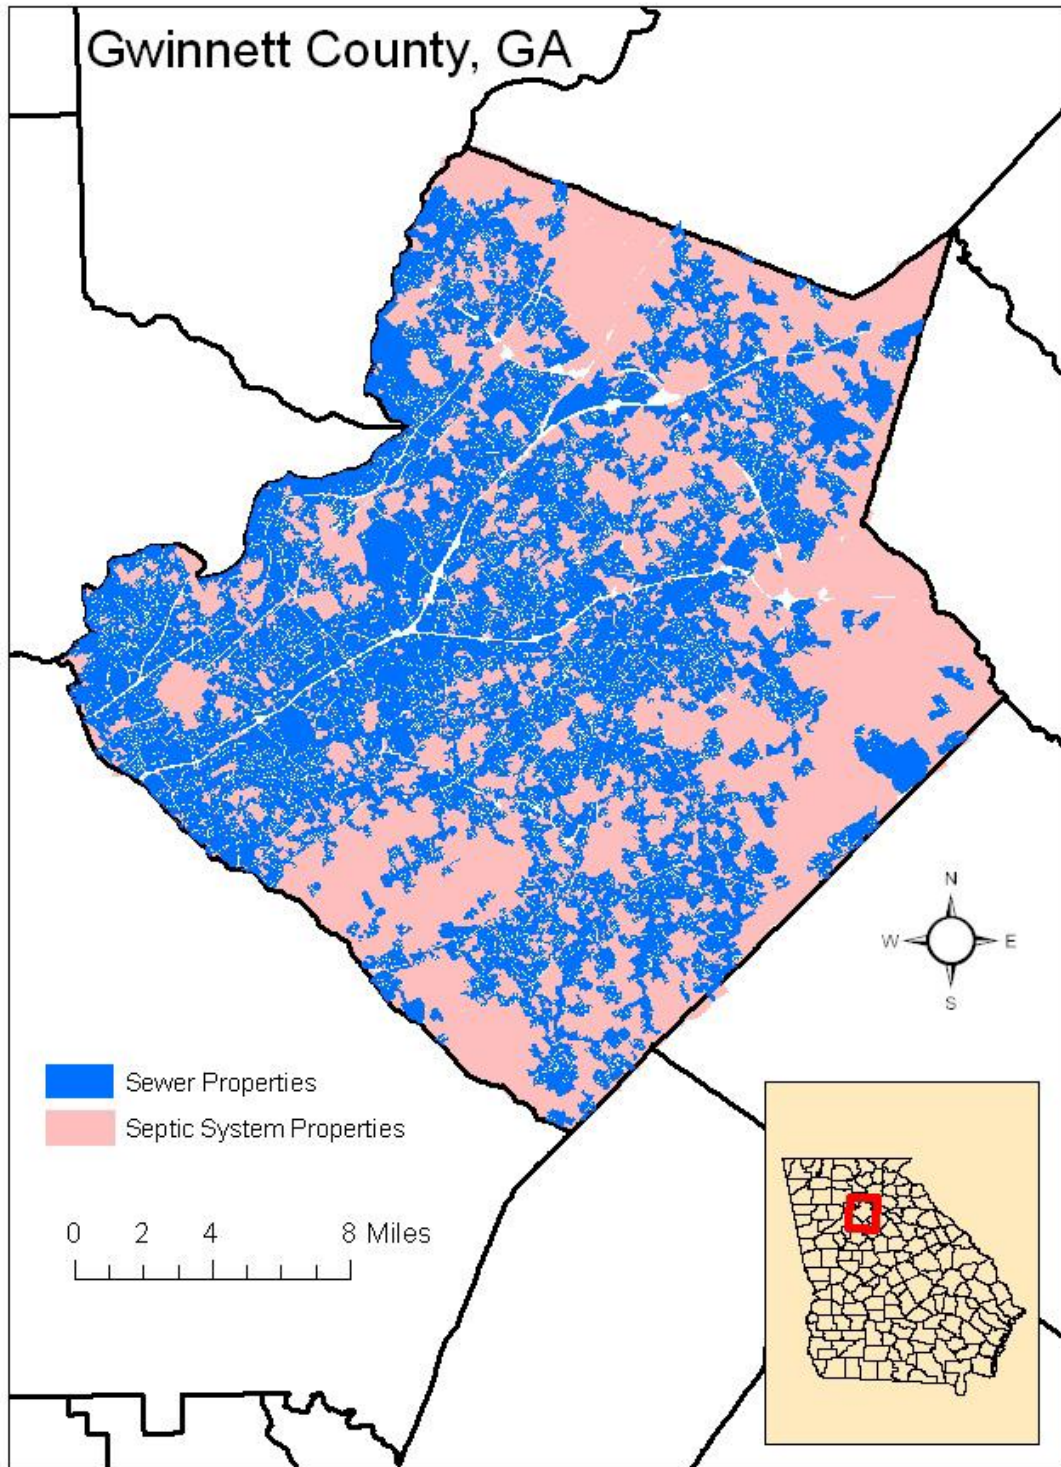 Gwinnett County, GA
N
W E
S
Sewer Properties
Septic System Properties
0 2 4 8 Miles